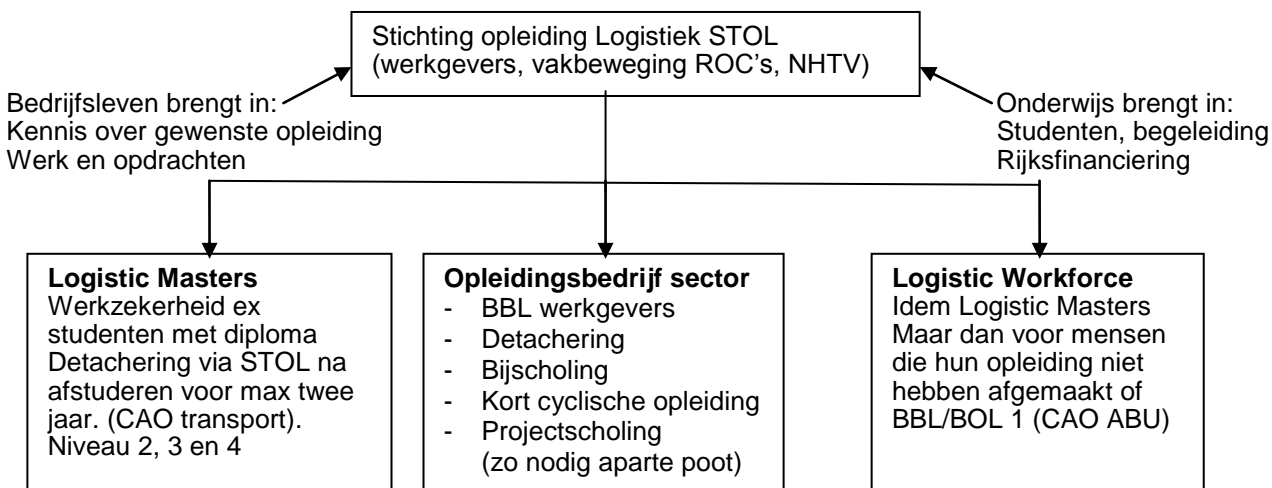 Stichting opleiding Logistiek STOL
(werkgevers, vakbeweging ROC’s, NHTV)
Bedrijfsleven brengt in:
Kennis over gewenste opleiding
Werk en opdrachten
Onderwijs brengt in:
Studenten, begeleiding
Rijksfinanciering
Logistic Masters
Werkzekerheid ex
studenten met diploma
Detachering via STOL na
afstuderen voor max twee
jaar. (CAO transport).
Niveau 2, 3 en 4
Opleidingsbedrijf sector
- BBL werkgevers
- Detachering
- Bijscholing
- Kort cyclische opleiding
- Projectscholing
(zo nodig aparte poot)
Logistic Workforce
Idem Logistic Masters
Maar dan voor mensen
die hun opleiding niet
hebben afgemaakt of
BBL/BOL 1 (CAO ABU)